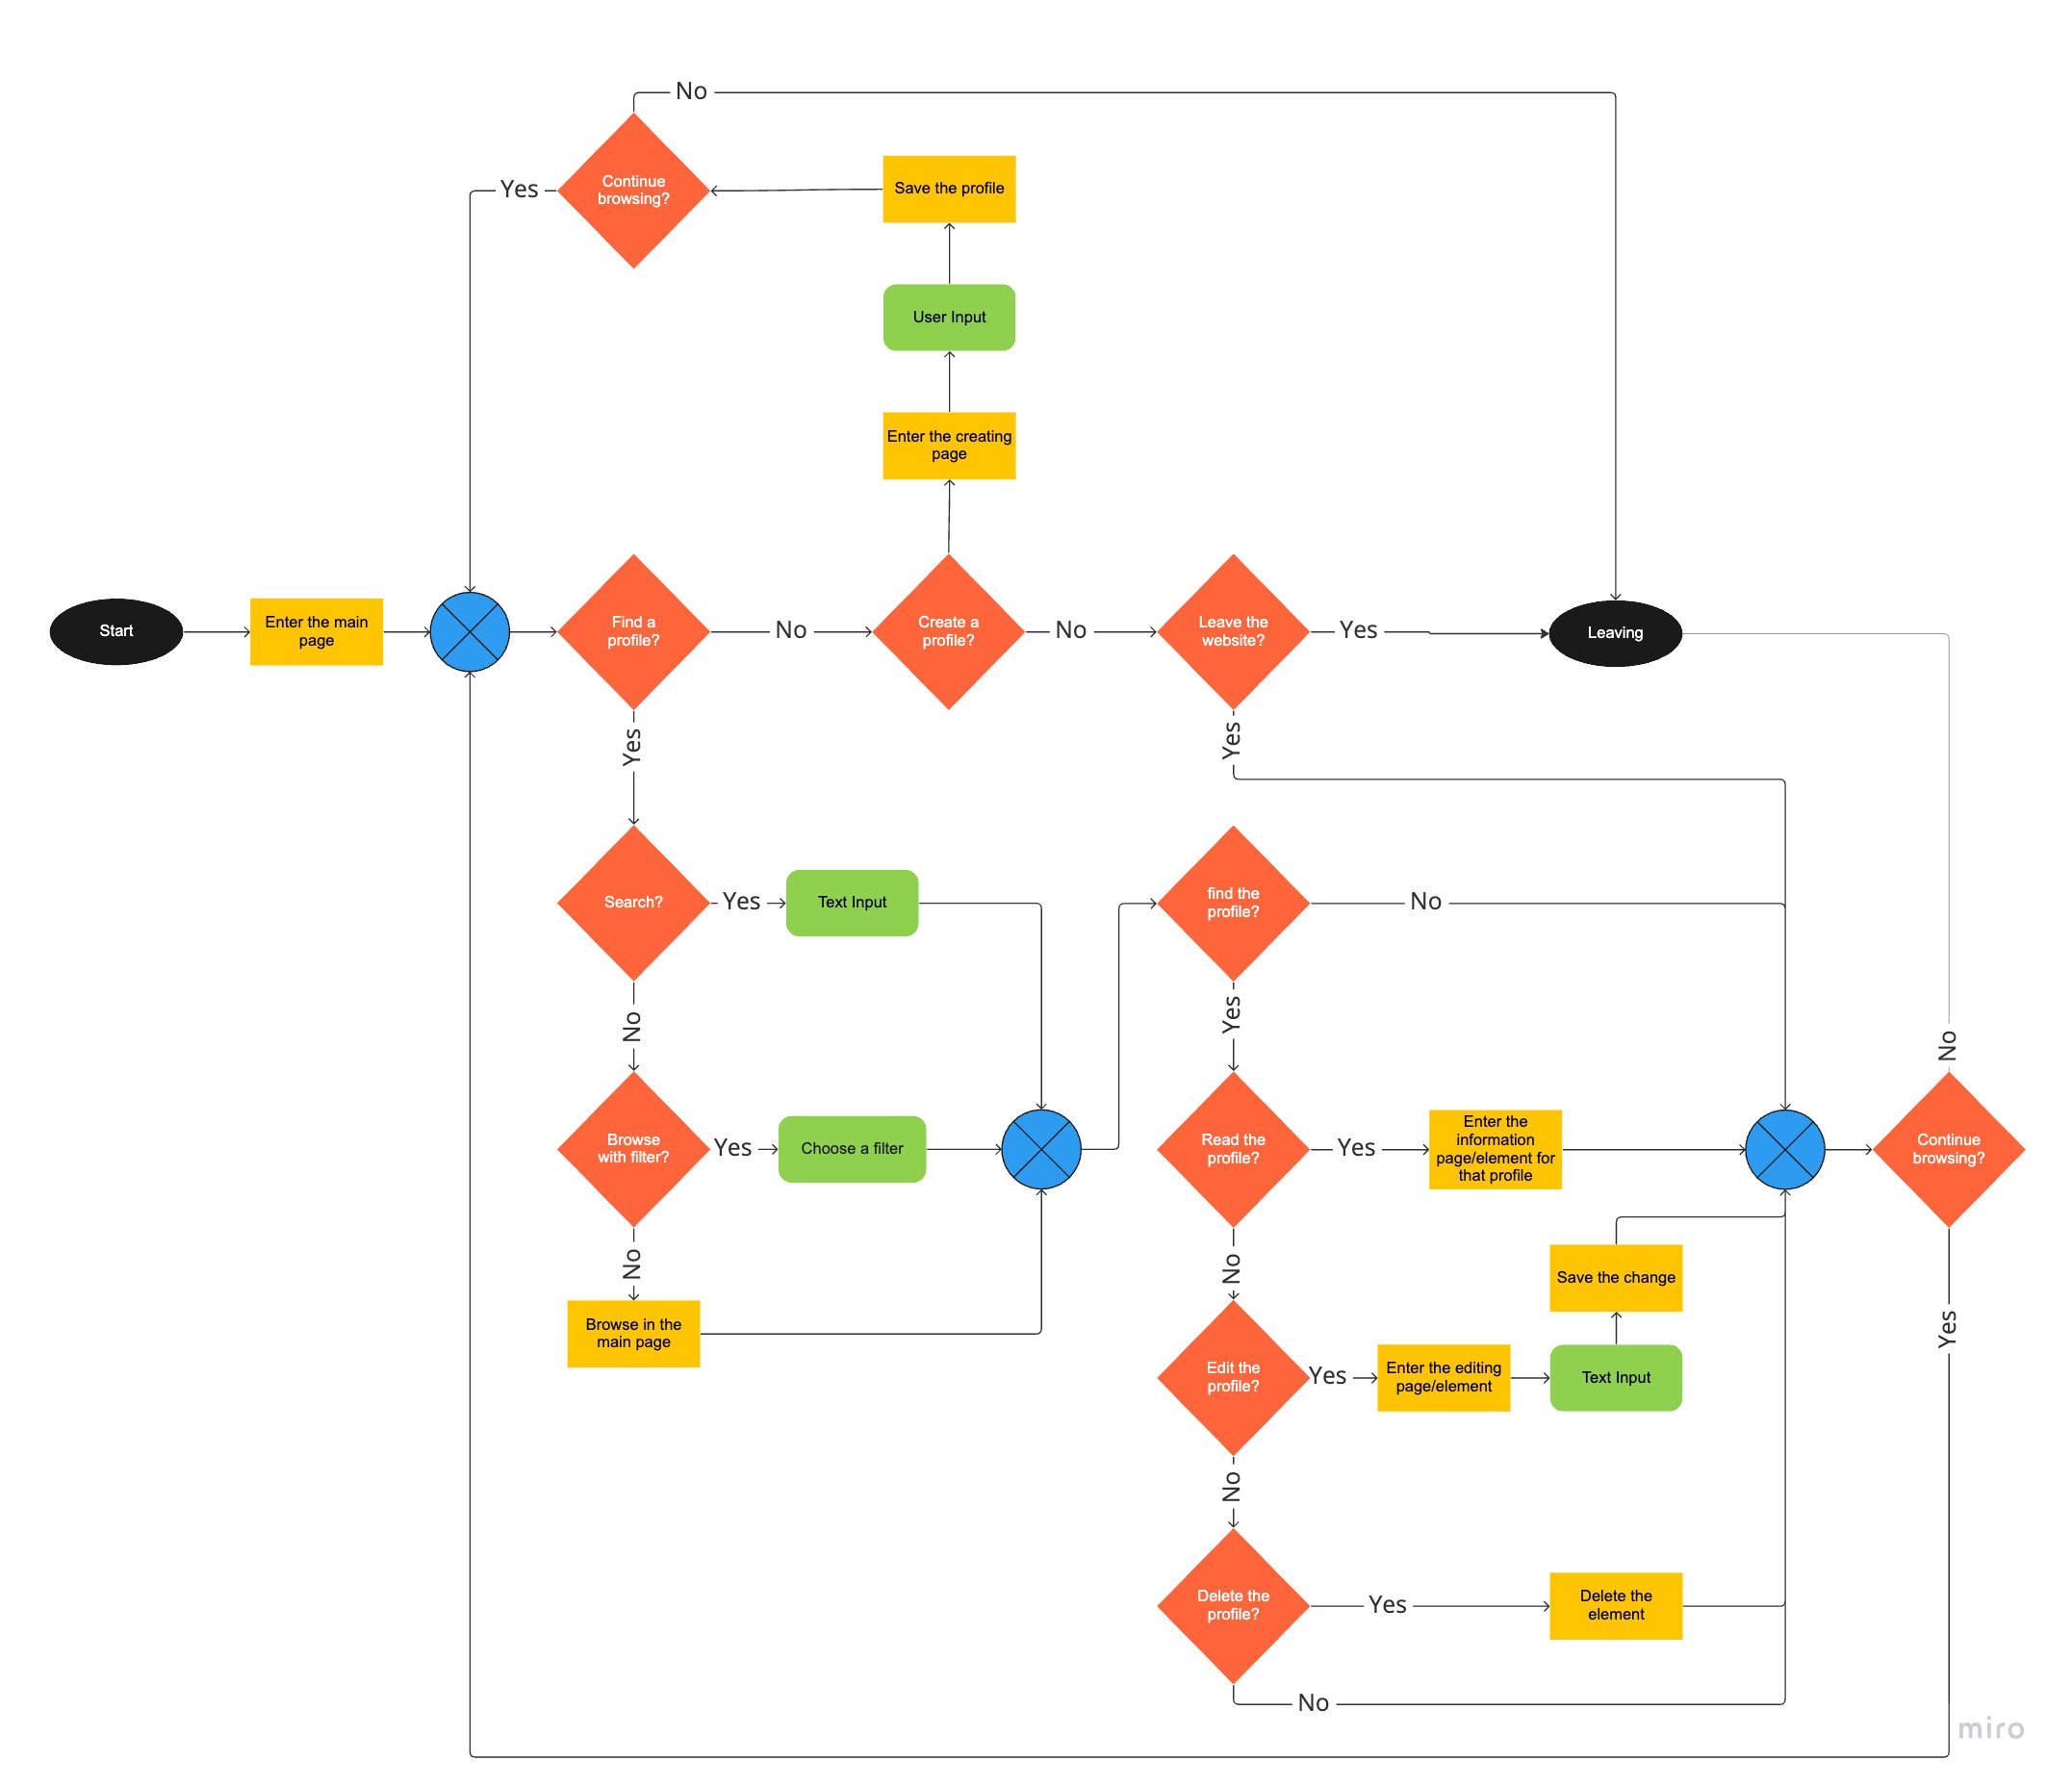 No
Continue
browsing?
Yes
Save the profile
User Input
Enter the creating
page
Start
Enter the main
page
Find a
profile?
No
Create a
profile?
No
Leave the
website?
Yes
Leaving
Yes
Yes
Search?
Yes
Text Input
find the
profile?
No
No
Yes
No
Browse
with filter?
Yes
Choose a filter
Read the
profile?
Yes
Enter the
information
page/element for
that profile
Continue
browsing?
No
No
Browse in the
main page
Save the change
Yes
Edit the
profile?
Yes
Enter the editing
page/element
Text Input
No
Delete the
profile?
Yes
Delete the
element
No
miro